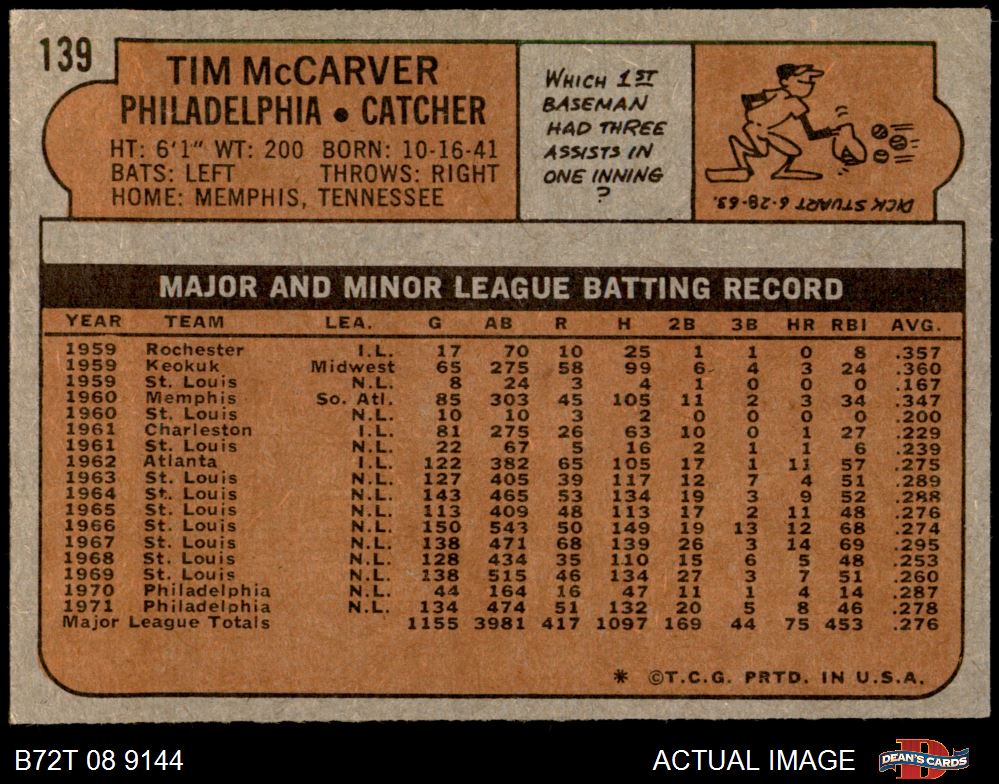 139
TIM McCARVER
PHILADELPHIA • CATCHER
HT: 6'1" WT: 200 BORN: 10-16-41
BATS: LEFT THROWS: RIGHT
HOME: MEMPHIS, TENNESSEE
WHICH 1ST
BASEMAN
HAD THREE
ASSISTS IN
ONE INNING
?
DICK STUART 6-28-63.
MAJOR AND MINOR LEAGUE BATTING RECORD
YEAR TEAM LEA. G AB R H 2B 3B HR RBI AVG.
1959 Rochester I.L. 17 70 10 25 1 1 0 8 .357
1959 Keokuk Midwest 65 275 58 99 6 4 3 24 .360
1959 St. Louis N.L. 8 24 3 4 1 0 0 0 .167
1960 Memphis So. Atl. 85 303 45 105 11 2 3 34 .347
1960 St. Louis N.L. 10 10 3 2 0 0 0 0 .200
1961 Charleston I.L. 81 275 26 63 10 0 1 27 .229
1961 St. Louis N.L. 22 67 5 16 2 1 1 6 .239
1962 Atlanta I.L. 122 382 65 105 17 1 11 57 .275
1963 St. Louis N.L. 127 405 39 117 12 7 4 51 .289
1964 St. Louis N.L. 143 465 53 134 19 3 9 52 .288
1965 St. Louis N.L. 113 409 48 113 17 2 11 48 .276
1966 St. Louis N.L. 150 543 50 149 19 13 12 68 .274
1967 St. Louis N.L. 138 471 68 139 26 3 14 69 .295
1968 St. Louis N.L. 128 434 35 110 15 6 5 48 .253
1969 St. Louis N.L. 138 515 46 134 27 3 7 51 .260
1970 Philadelphia N.L. 44 164 16 47 11 1 4 14 .287
1971 Philadelphia N.L. 134 474 51 132 20 5 8 46 .278
Major League Totals 1155 3981 417 1097 169 44 75 453 .276
* ©T.C.G. PRTD. IN U.S.A.
B72T 08 9144 ACTUAL IMAGE
DEAN'S CARDS